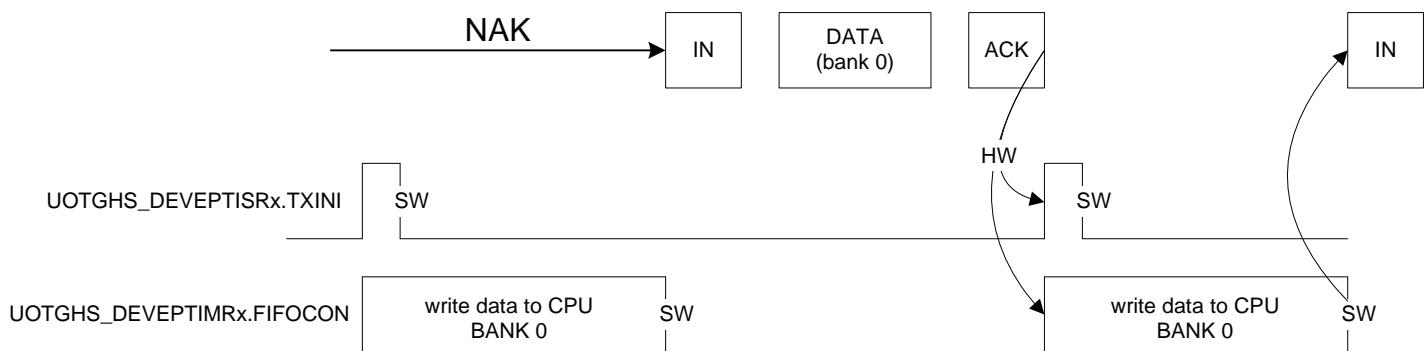 NAK
IN
DATA
(bank 0)
ACK
IN
HW
UOTGHS_DEVEPTISRx.TXINI
SW
SW
UOTGHS_DEVEPTIMRx.FIFOCON
write data to CPU
BANK 0
SW
write data to CPU
BANK 0
SW